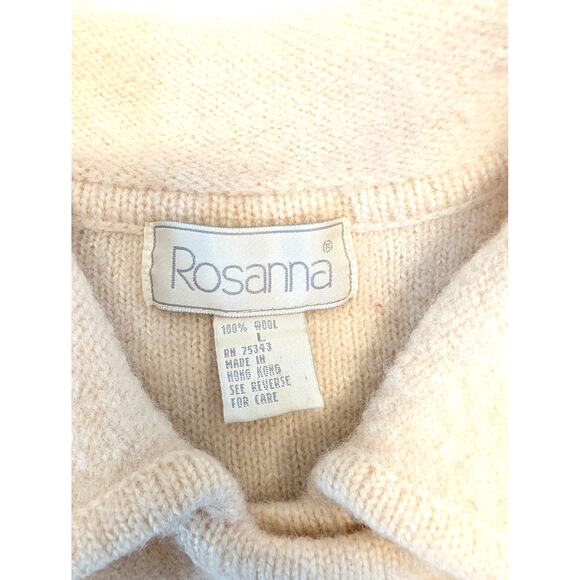 Rosanna®
100% WOOL
L
RN 75343
MADE IN
HONG KONG
SEE REVERSE
FOR CARE